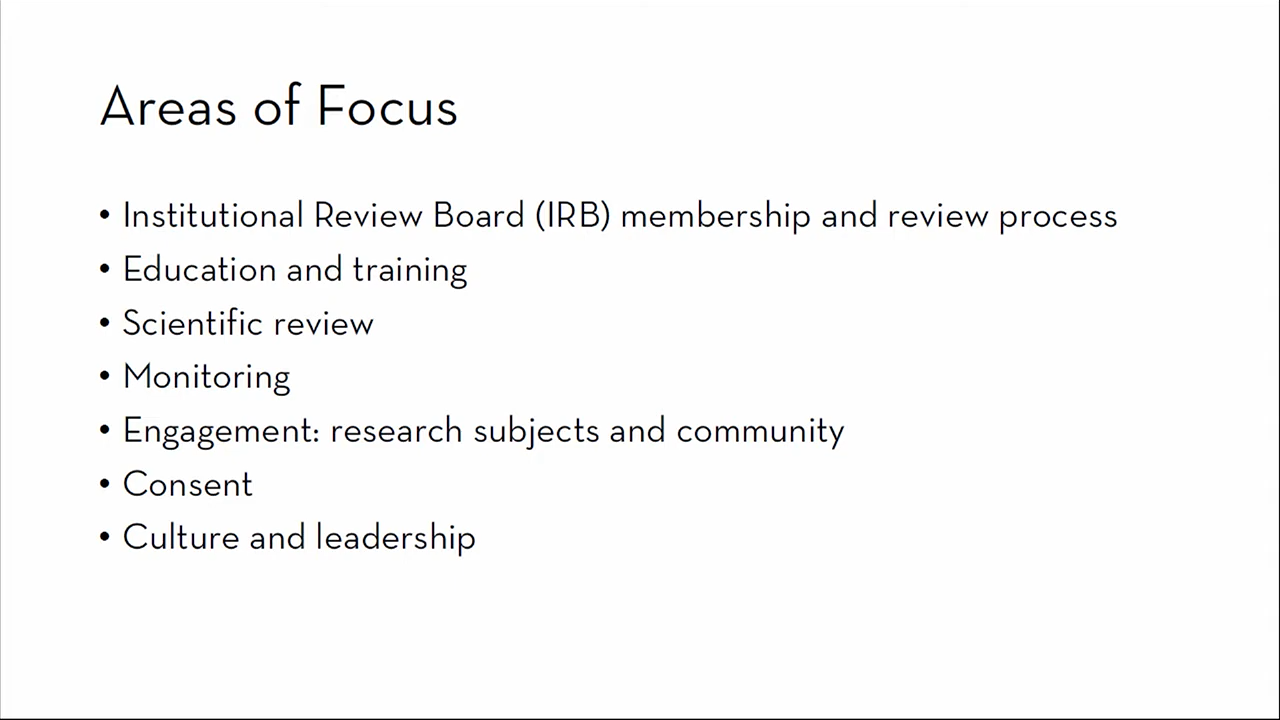 Areas of Focus
• Institutional Review Board (IRB) membership and review process
• Education and training
• Scientific review
• Monitoring
• Engagement: research subjects and community
• Consent
• Culture and leadership